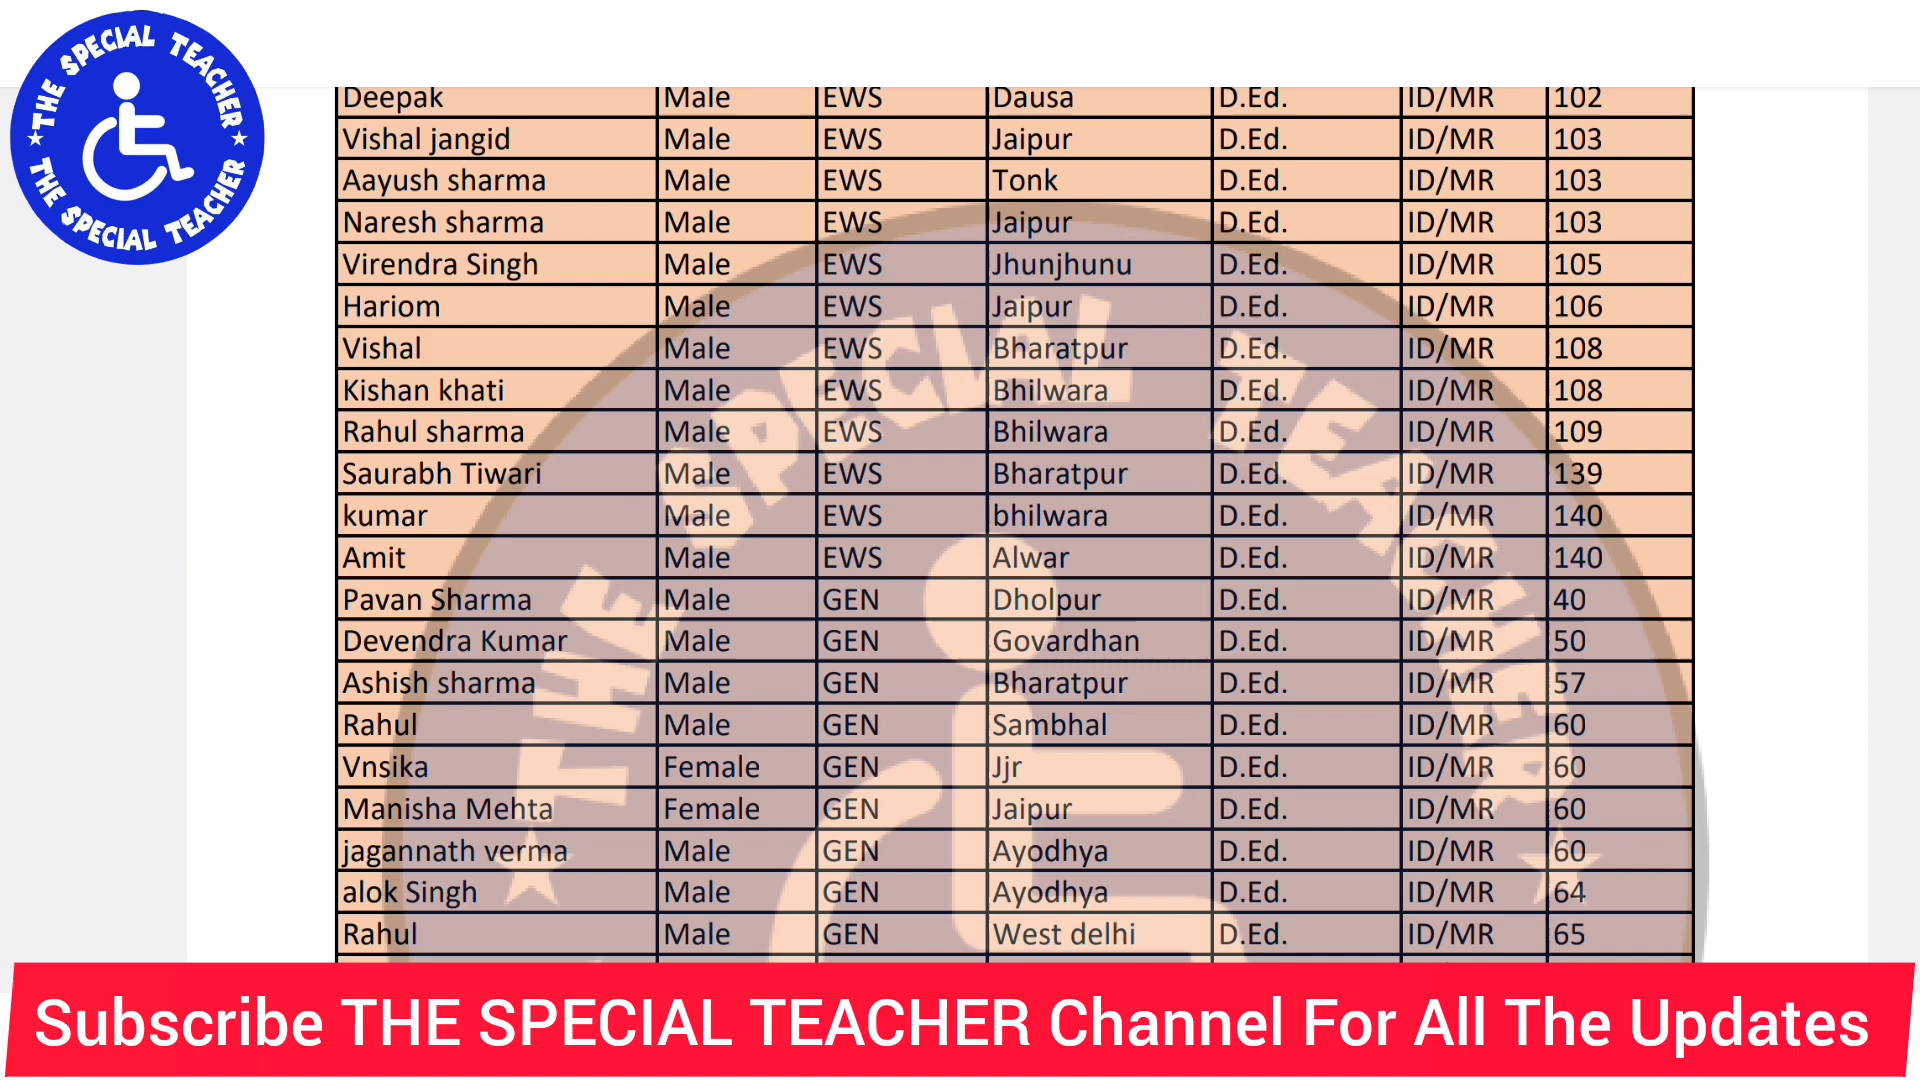 THE SPECIAL TEACHER
THE SPECIAL TEACHER
Deepak Male EWS Dausa D.Ed. ID/MR 102
Vishal jangid Male EWS Jaipur D.Ed. ID/MR 103
Aayush sharma Male EWS Tonk D.Ed. ID/MR 103
Naresh sharma Male EWS Jaipur D.Ed. ID/MR 103
Virendra Singh Male EWS Jhunjhunu D.Ed. ID/MR 105
Hariom Male EWS Jaipur D.Ed. ID/MR 106
Vishal Male EWS Bharatpur D.Ed. ID/MR 108
Kishan khati Male EWS Bhilwara D.Ed. ID/MR 108
Rahul sharma Male EWS Bhilwara D.Ed. ID/MR 109
Saurabh Tiwari Male EWS Bharatpur D.Ed. ID/MR 139
kumar Male EWS bhilwara D.Ed. ID/MR 140
Amit Male EWS Alwar D.Ed. ID/MR 140
Pavan Sharma Male GEN Dholpur D.Ed. ID/MR 40
Devendra Kumar Male GEN Govardhan D.Ed. ID/MR 50
Ashish sharma Male GEN Bharatpur D.Ed. ID/MR 57
Rahul Male GEN Sambhal D.Ed. ID/MR 60
Vnsika Female GEN Jjr D.Ed. ID/MR 60
Manisha Mehta Female GEN Jaipur D.Ed. ID/MR 60
jagannath verma Male GEN Ayodhya D.Ed. ID/MR 60
alok Singh Male GEN Ayodhya D.Ed. ID/MR 64
Rahul Male GEN West delhi D.Ed. ID/MR 65
THE SPECIAL TEACHER
Subscribe THE SPECIAL TEACHER Channel For All The Updates